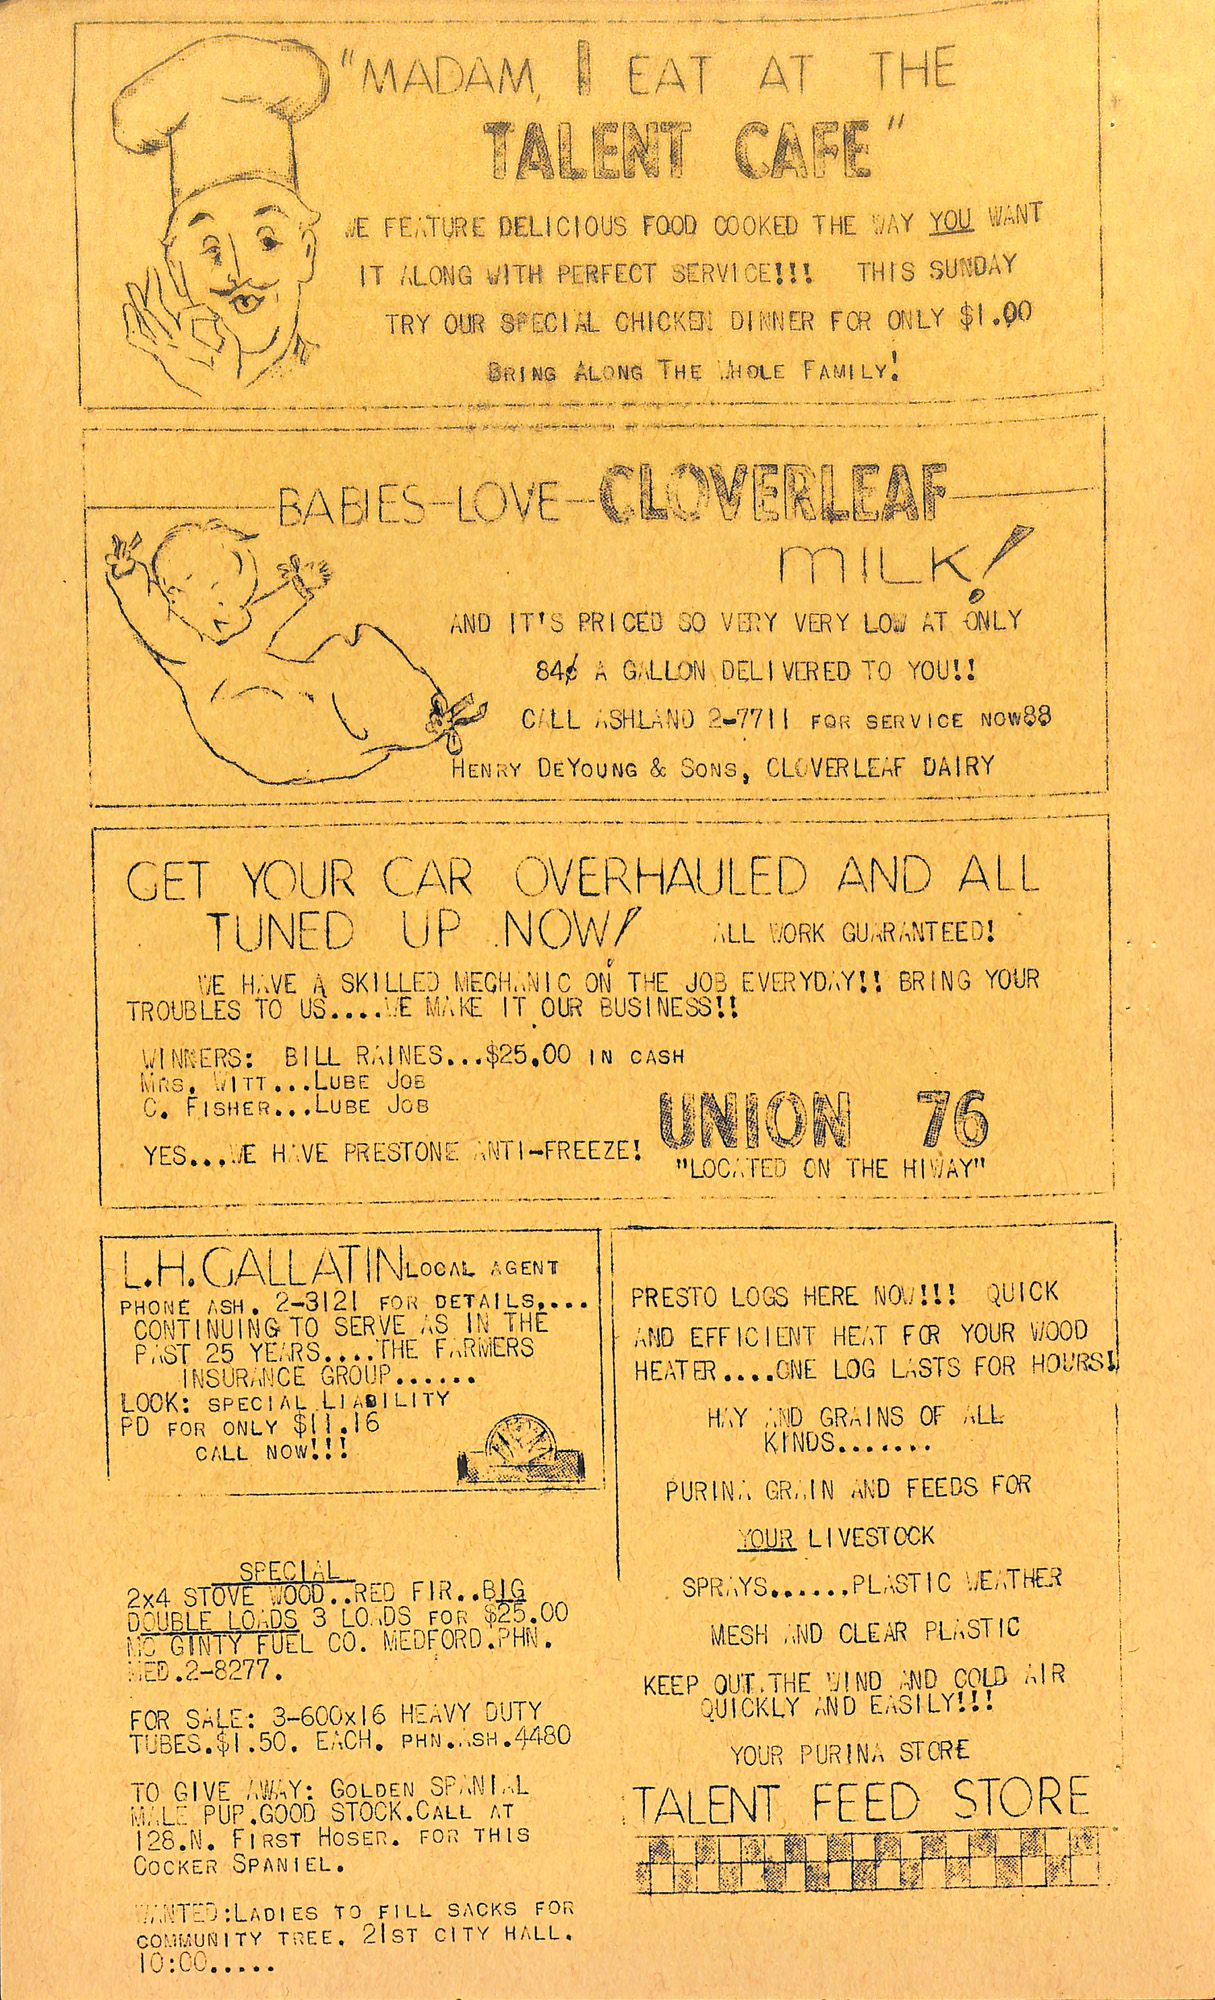 "MADAM, I EAT AT THE
TALENT CAFE"
WE FEATURE DELICIOUS FOOD COOKED THE WAY YOU WANT
IT ALONG WITH PERFECT SERVICE!!! THIS SUNDAY
TRY OUR SPECIAL CHICKEN DINNER FOR ONLY $1.00
BRING ALONG THE WHOLE FAMILY!
BABIES-LOVE-CLOVERLEAF
MILK!
AND IT'S PRICED SO VERY VERY LOW AT ONLY
84¢ A GALLON DELIVERED TO YOU!!
CALL ASHLAND 2-7711 FOR SERVICE NOW88
HENRY DEYOUNG & SONS, CLOVERLEAF DAIRY
GET YOUR CAR OVERHAULED AND ALL
TUNED UP NOW! ALL WORK GUARANTEED!
WE HAVE A SKILLED MECHANIC ON THE JOB EVERYDAY!! BRING YOUR
TROUBLES TO US....WE MAKE IT OUR BUSINESS!!
WINNERS: BILL RAINES...$25.00 IN CASH
MRS. WITT...LUBE JOB
C. FISHER...LUBE JOB
UNION 76
YES...WE HAVE PRESTONE ANTI-FREEZE!
"LOCATED ON THE HIWAY"
L.H.GALLATIN LOCAL AGENT
PHONE ASH. 2-3121 FOR DETAILS....
CONTINUING TO SERVE AS IN THE
PAST 25 YEARS....THE FARMERS
INSURANCE GROUP......
LOOK: SPECIAL LIABILITY
PD FOR ONLY $11.16
CALL NOW!!!
SPECIAL
2x4 STOVE WOOD..RED FIR..BIG
DOUBLE LOADS 3 LOADS FOR $25.00
MC GINTY FUEL CO. MEDFORD.PHN.
MED.2-8277.
FOR SALE: 3-600x16 HEAVY DUTY
TUBES.$1.50. EACH. PHN.ASH.4480
TO GIVE AWAY: GOLDEN SPANIAL
MALE PUP.GOOD STOCK.CALL AT
128.N. FIRST HOSER. FOR THIS
COCKER SPANIEL.
WANTED:LADIES TO FILL SACKS FOR
COMMUNITY TREE. 21ST CITY HALL.
10:00.....
PRESTO LOGS HERE NOW!!! QUICK
AND EFFICIENT HEAT FOR YOUR WOOD
HEATER....ONE LOG LASTS FOR HOURS!
HAY AND GRAINS OF ALL
KINDS.......
PURINA GRAIN AND FEEDS FOR
YOUR LIVESTOCK
SPRAYS......PLASTIC WEATHER
MESH AND CLEAR PLASTIC
KEEP OUT THE WIND AND COLD AIR
QUICKLY AND EASILY!!!
YOUR PURINA STORE
TALENT FEED STORE